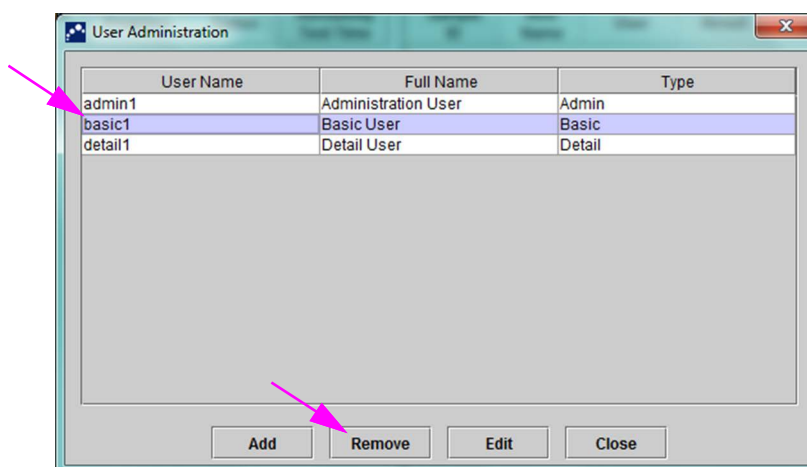 User Administration
User Name Full Name Type
admin1 Administration User Admin
basic1 Basic User Basic
detail1 Detail User Detail
Add Remove Edit Close